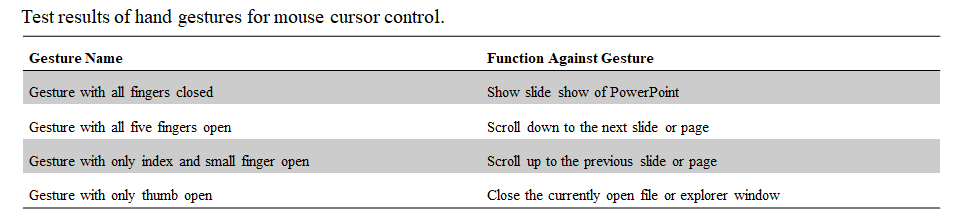 Test results of hand gestures for mouse cursor control.
Gesture Name Function Against Gesture
Gesture with all fingers closed Show slide show of PowerPoint
Gesture with all five fingers open Scroll down to the next slide or page
Gesture with only index and small finger open Scroll up to the previous slide or page
Gesture with only thumb open Close the currently open file or explorer window